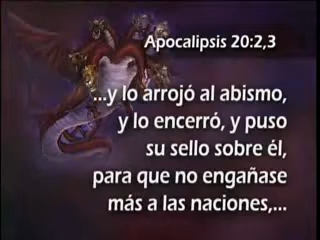 Apocalipsis 20:2,3
...y lo arrojó al abismo,
y lo encerró, y puso
su sello sobre él,
para que no engañase
más a las naciones,...